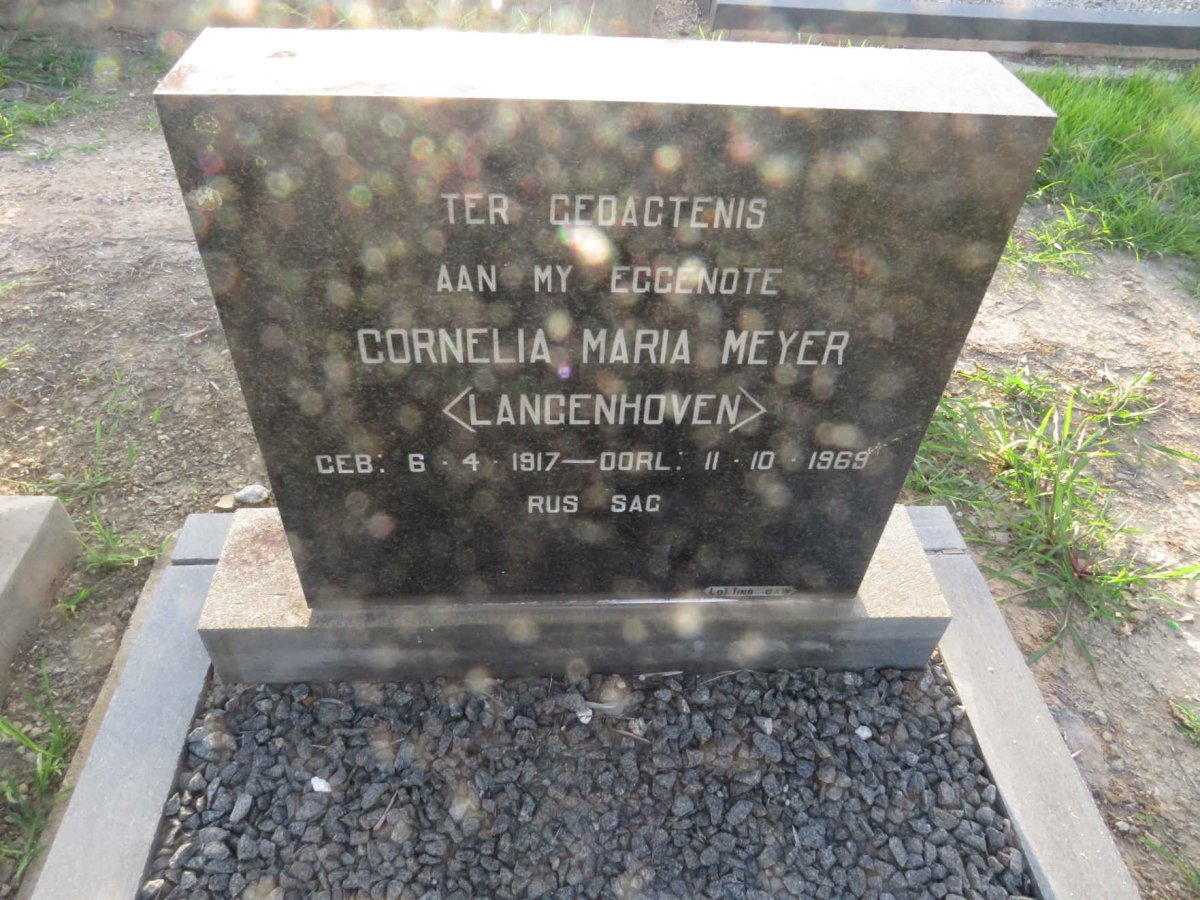 TER GEDAGTENIS
AAN MY EGGENOTE
CORNELIA MARIA MEYER
<LANGENHOVEN>
GEB: 6 · 4 · 1917—OORL: 11 · 10 · 1969
RUS SAG